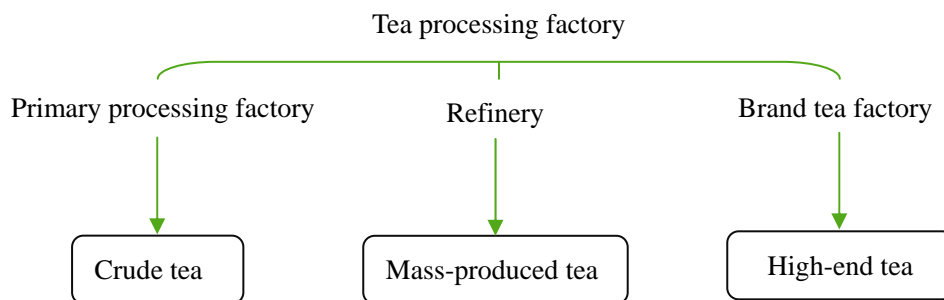 Tea processing factory
Primary processing factory
Refinery
Brand tea factory
Crude tea
Mass-produced tea
High-end tea